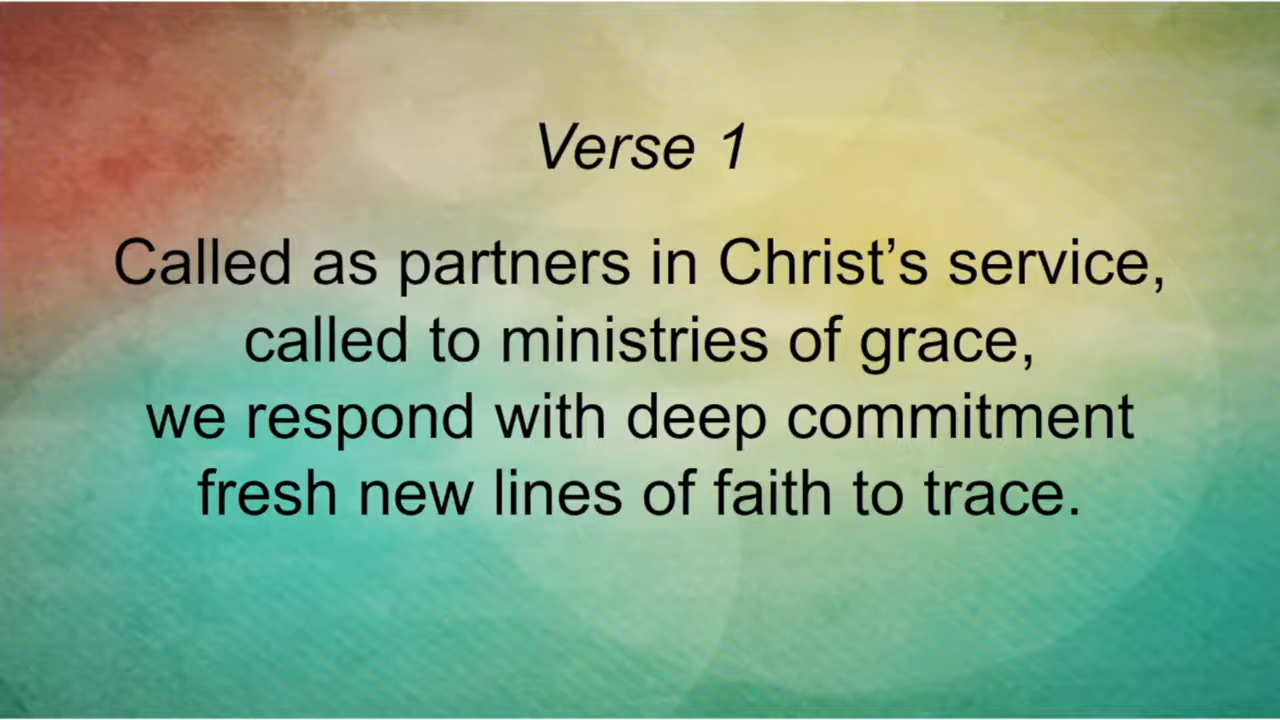 Verse 1
Called as partners in Christ’s service,
called to ministries of grace,
we respond with deep commitment
fresh new lines of faith to trace.